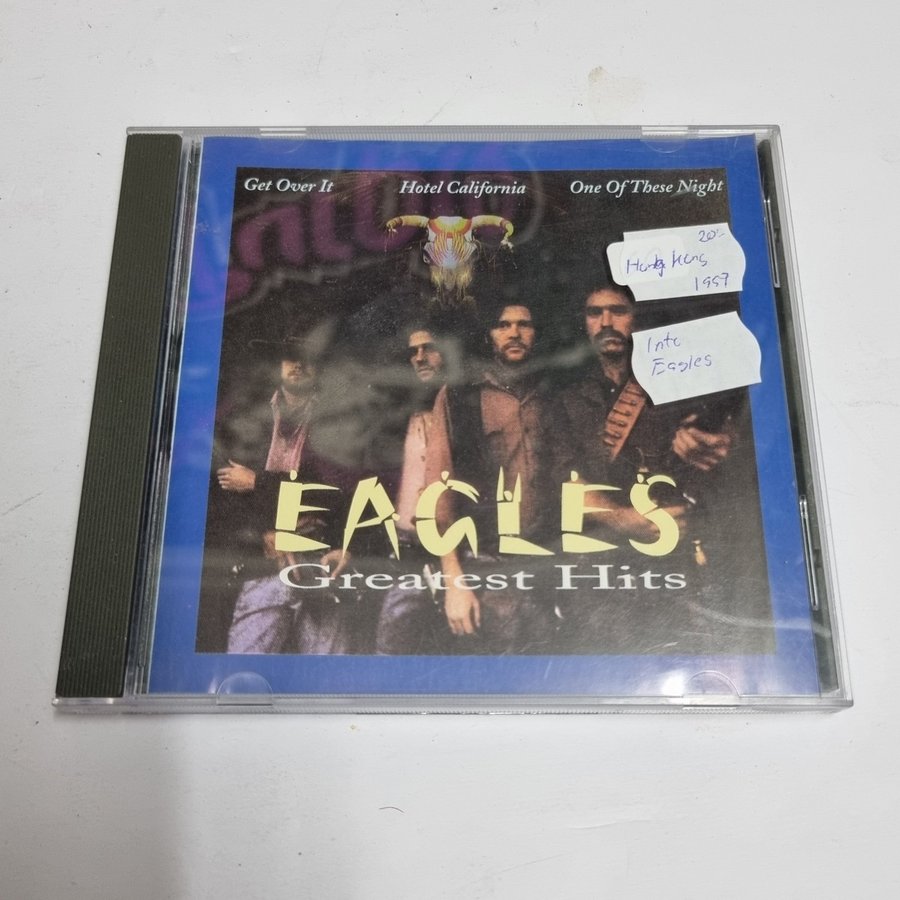 Get Over It
Hotel California
One Of These Night
20:-
Hong Kong
1997
Into
Eagles
EAGLES
Greatest Hits